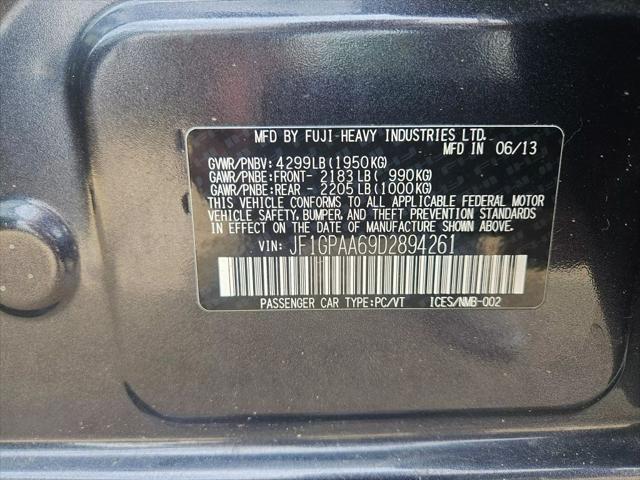 MFD BY FUJI HEAVY INDUSTRIES LTD.
MFD IN 06/13
GVWR/PNBV: 4299LB(1950KG)
GAWR/PNBE:FRONT- 2183 LB( 990KG)
GAWR/PNBE:REAR - 2205LB(1000KG)
THIS VEHICLE CONFORMS TO ALL APPLICABLE FEDERAL MOTOR
VEHICLE SAFETY, BUMPER, AND THEFT PREVENTION STANDARDS
IN EFFECT ON THE DATE OF MANUFACTURE SHOWN ABOVE.
VIN: JF1GPAA69D2894261
PASSENGER CAR TYPE:PC/VT ICES/NMB-002